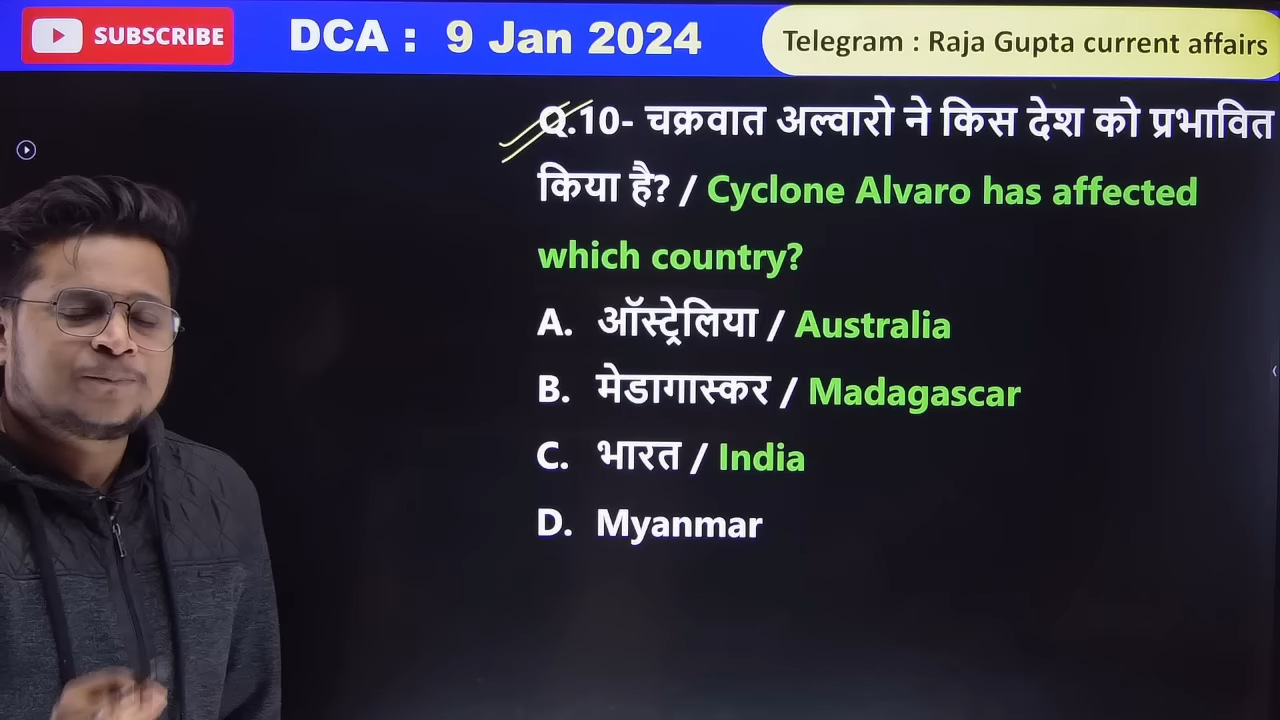 SUBSCRIBE
DCA : 9 Jan 2024
Telegram : Raja Gupta current affairs
Q.10- चक्रवात अल्वारो ने किस देश को प्रभावित
किया है? / Cyclone Alvaro has affected
which country?
A. ऑस्ट्रेलिया / Australia
B. मेडागास्कर / Madagascar
C. भारत / India
D. Myanmar